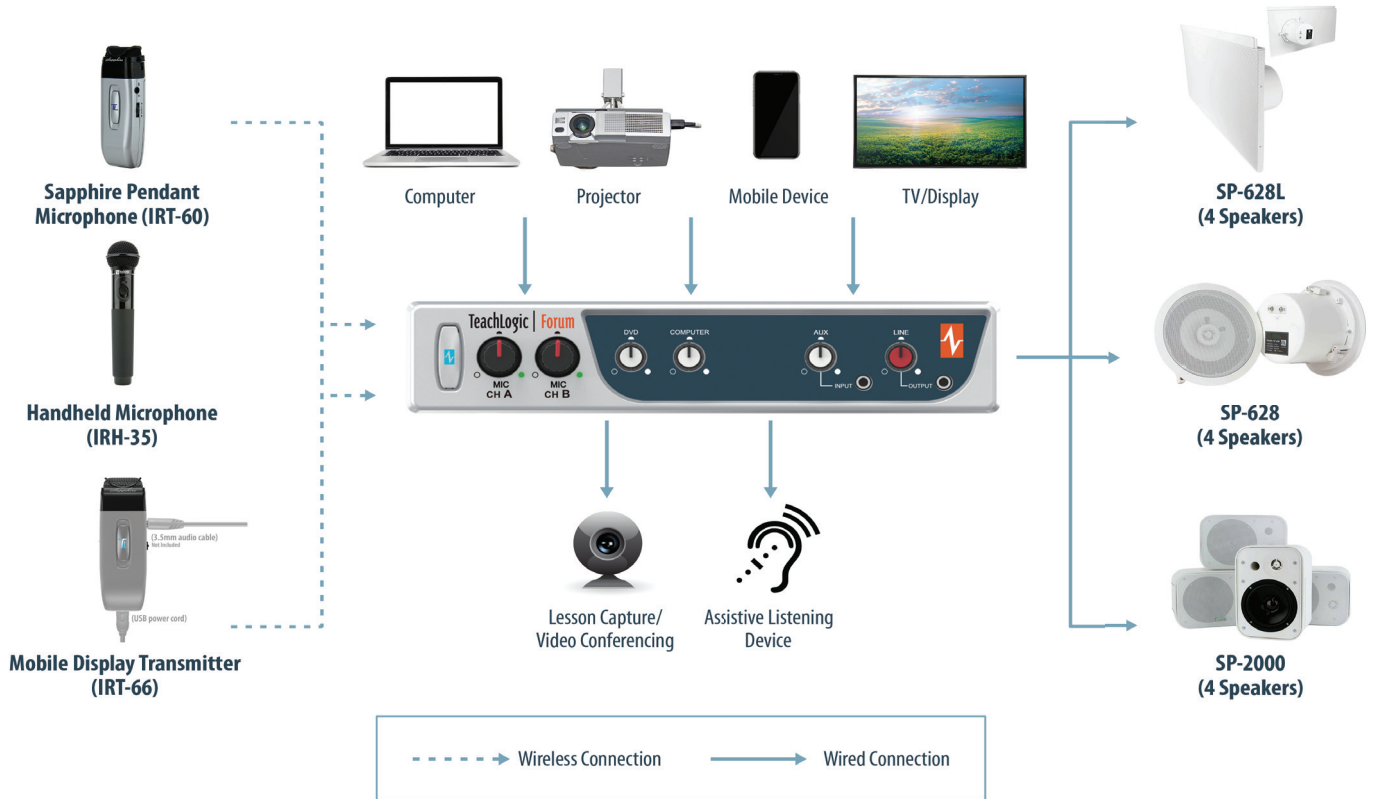 Sapphire Pendant
Microphone (IRT-60)
Handheld Microphone
(IRH-35)
(3.5mm audio cable)
Not Included
(USB power cord)
Mobile Display Transmitter
(IRT-66)
Computer
Projector
Mobile Device
TV/Display
TeachLogic | Forum
MIC
CH A
MIC
CH B
DVD
COMPUTER
AUX
INPUT
LINE
OUTPUT
Lesson Capture/
Video Conferencing
Assistive Listening
Device
SP-628L
(4 Speakers)
SP-628
(4 Speakers)
SP-2000
(4 Speakers)
Wireless Connection
Wired Connection